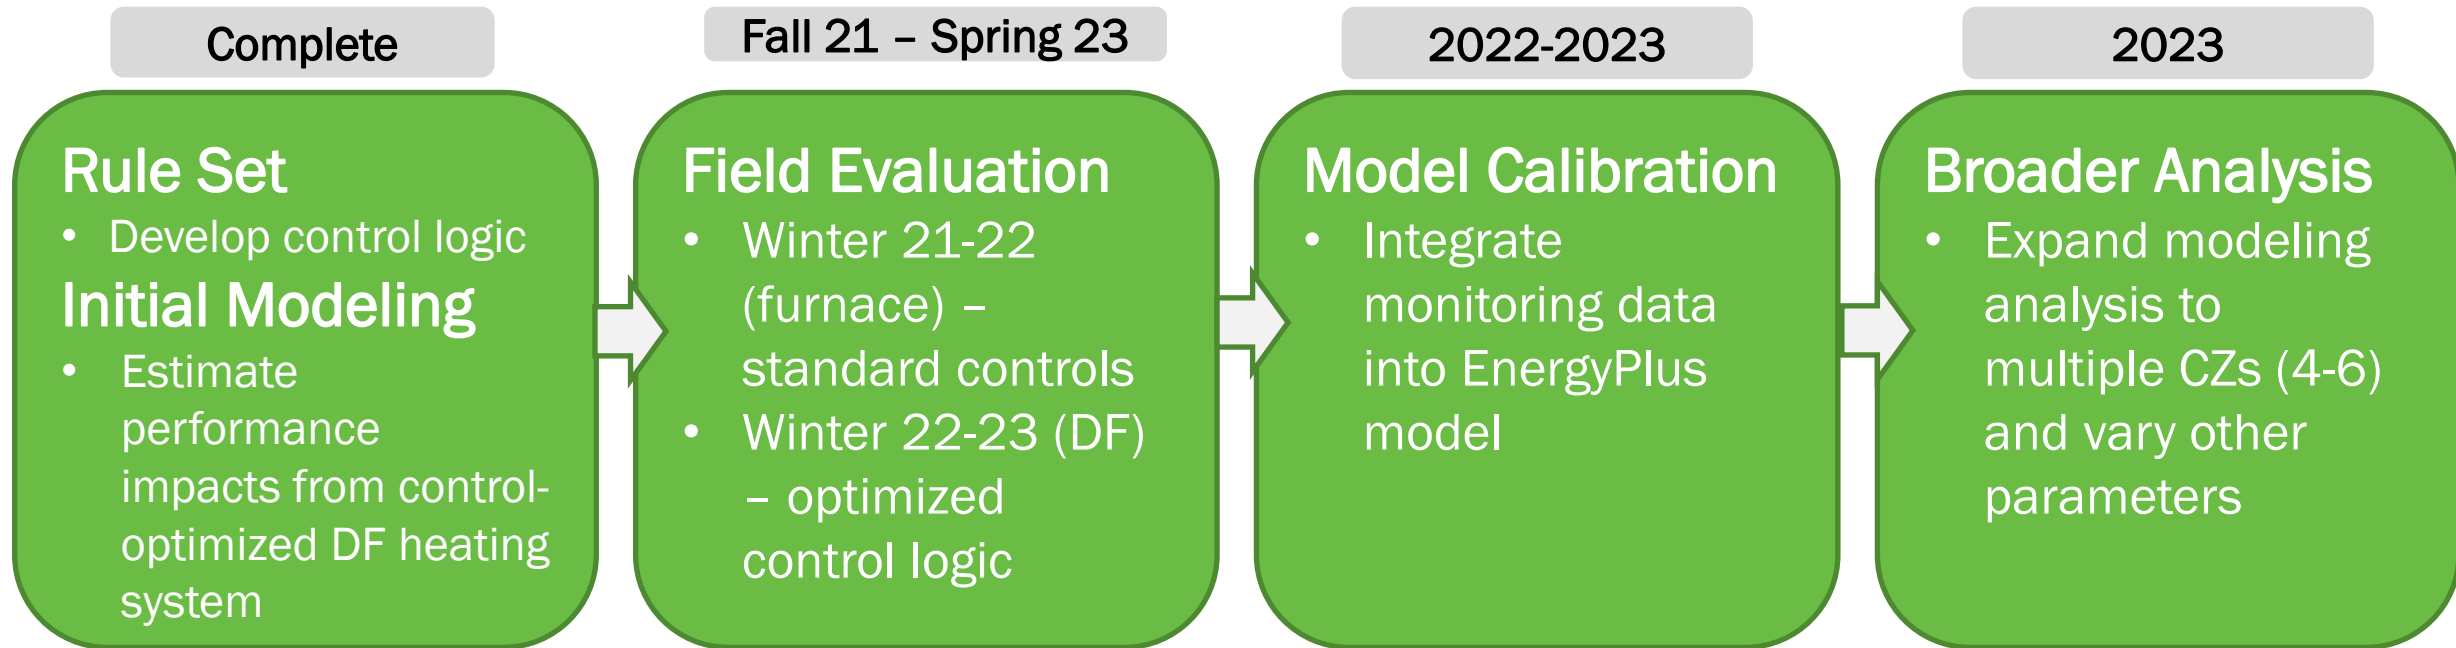 Complete
Rule Set
• Develop control logic
Initial Modeling
• Estimate
performance
impacts from control-
optimized DF heating
system
Fall 21 – Spring 23
Field Evaluation
• Winter 21-22
(furnace) –
standard controls
• Winter 22-23 (DF)
– optimized
control logic
2022-2023
Model Calibration
• Integrate
monitoring data
into EnergyPlus
model
2023
Broader Analysis
• Expand modeling
analysis to
multiple CZs (4-6)
and vary other
parameters